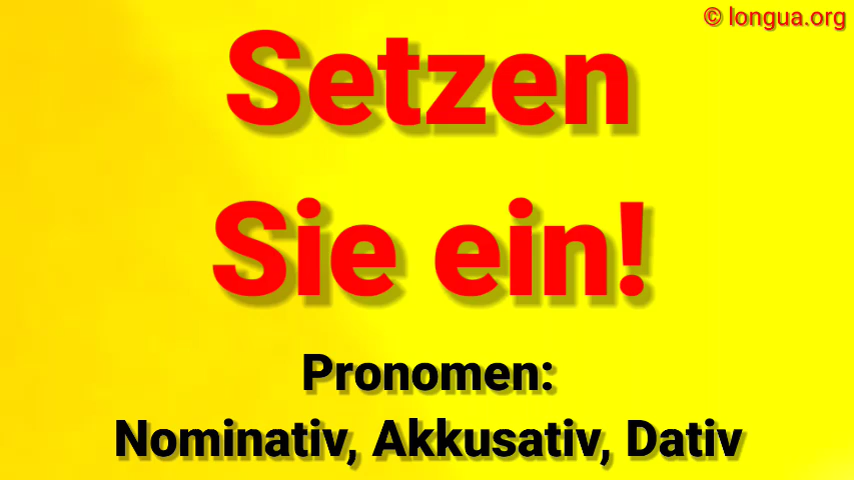 © longua.org
Setzen
Sie ein!
Pronomen:
Nominativ, Akkusativ, Dativ